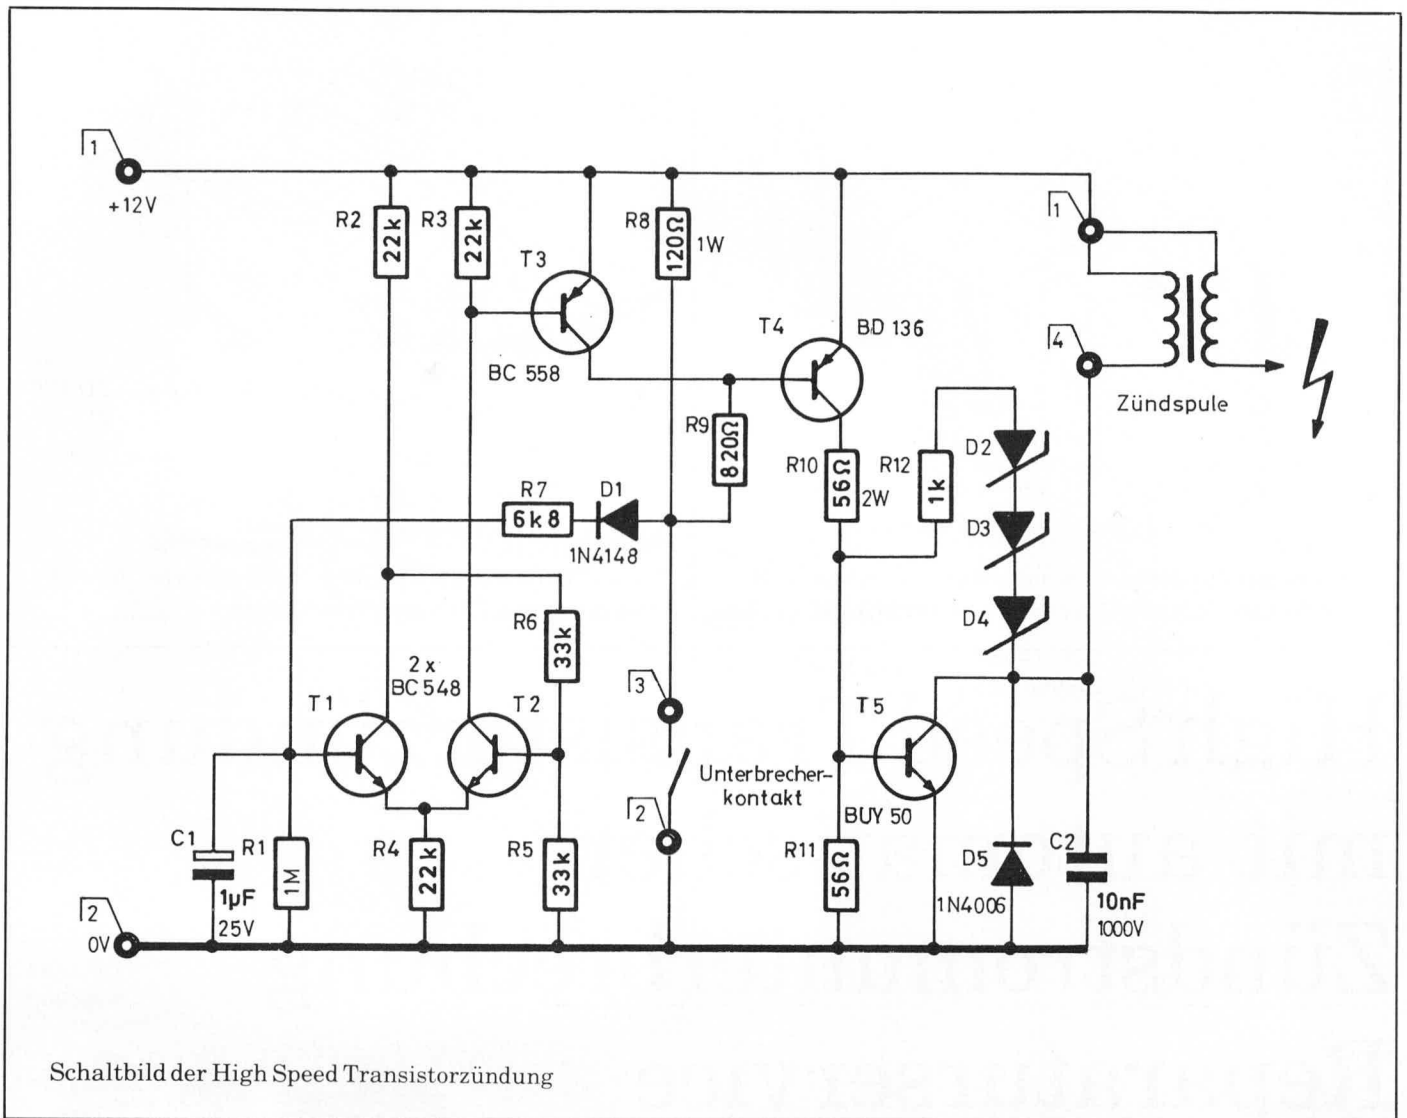 1
+12V
R2
22k
R3
22k
T3
BC 558
R8
120Ω
1W
T4
BD 136
1
4
Zündspule
R9
820Ω
R10
56Ω
2W
R12
1k
D2
D3
D4
R7
6k8
D1
1N4148
R6
33k
2 x
BC 548
T1
T2
3
Unterbrecher-
kontakt
2
T5
BUY 50
C1
1µF
25V
R1
1M
R4
22k
R5
33k
R11
56Ω
D5
1N4006
C2
10nF
1000V
2
0V
Schaltbild der High Speed Transistorzündung